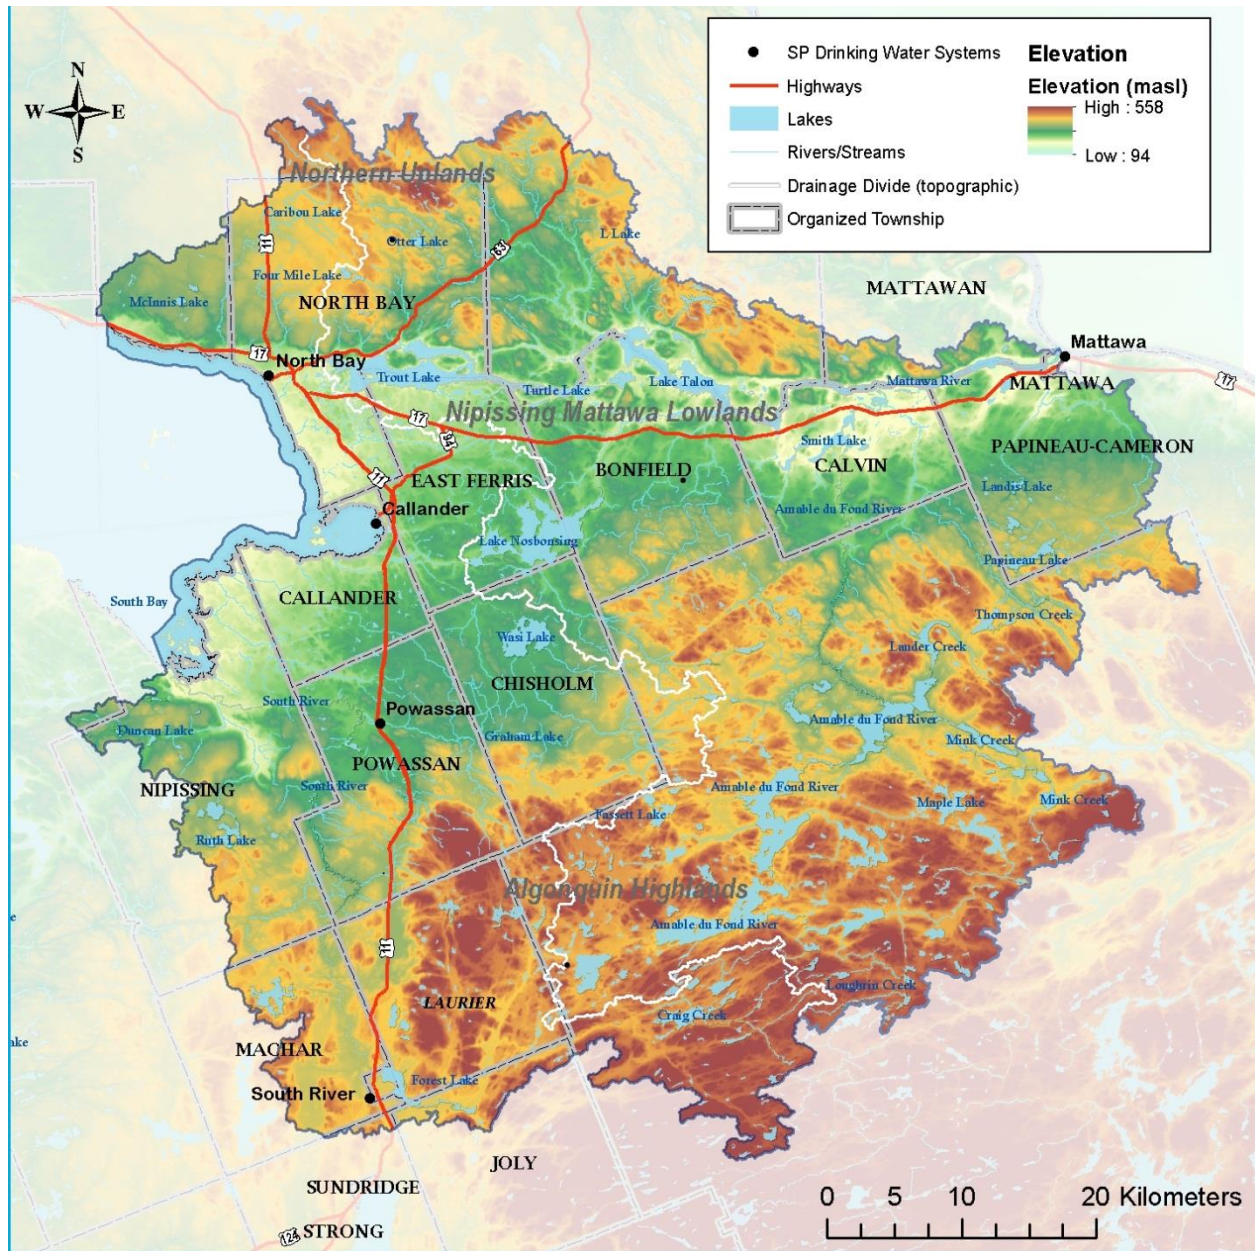 SP Drinking Water Systems
Highways
Lakes
Rivers/Streams
Drainage Divide (topographic)
Organized Township
Elevation
Elevation (masl)
High : 558
Low : 94
N
W
E
S
Northern Uplands
Caribou Lake
11
Otter Lake
L Lake
63
Four Mile Lake
McInnis Lake
NORTH BAY
MATTAWAN
17
North Bay
Mattawa
Trout Lake
Turtle Lake
Lake Talon
Mattawa River
MATTAWA
17
Nipissing Mattawa Lowlands
17
94
Smith Lake
PAPINEAU-CAMERON
11
EAST FERRIS
BONFIELD
CALVIN
Landis Lake
Callander
Amable du Fond River
Lake Nosbonsing
Papineau Lake
South Bay
CALLANDER
Thompson Creek
Wasi Lake
Lander Creek
CHISHOLM
South River
Powassan
Amable du Fond River
Duncan Lake
Graham Lake
Mink Creek
POWASSAN
NIPISSING
South River
Amable du Fond River
Maple Lake
Mink Creek
Fassett Lake
Ruth Lake
Algonquin Highlands
Amable du Fond River
11
Loughrin Creek
LAURIER
Craig Creek
ake
MACHAR
Forest Lake
South River
JOLY
SUNDRIDGE
STRONG
124
0 5 10 20 Kilometers